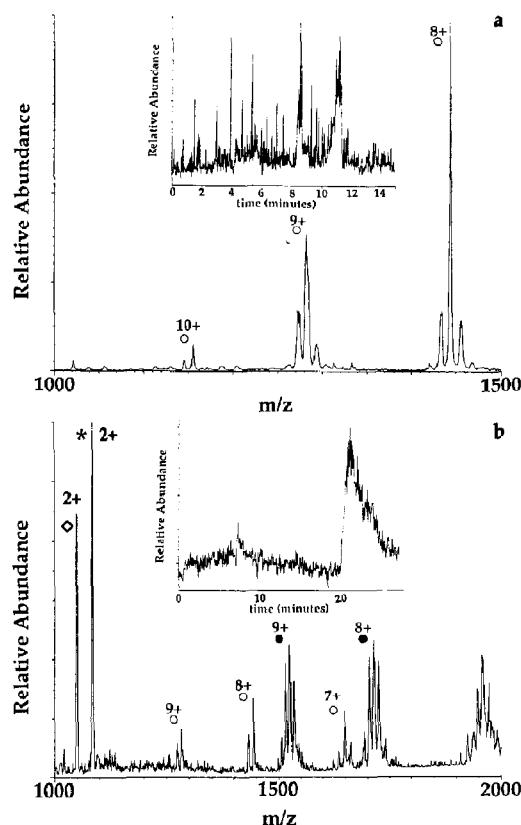 a
8+
○
Relative Abundance
Relative Abundance
0 2 4 6 8 10 12 14
time (minutes)
9+
○
10+
○
1000 1500
m/z
b
* 2+
2+
◇
Relative Abundance
Relative Abundance
0 10 20
time (minutes)
9+
●
8+
●
8+
○
7+
○
9+
○
1000 1500 2000
m/z